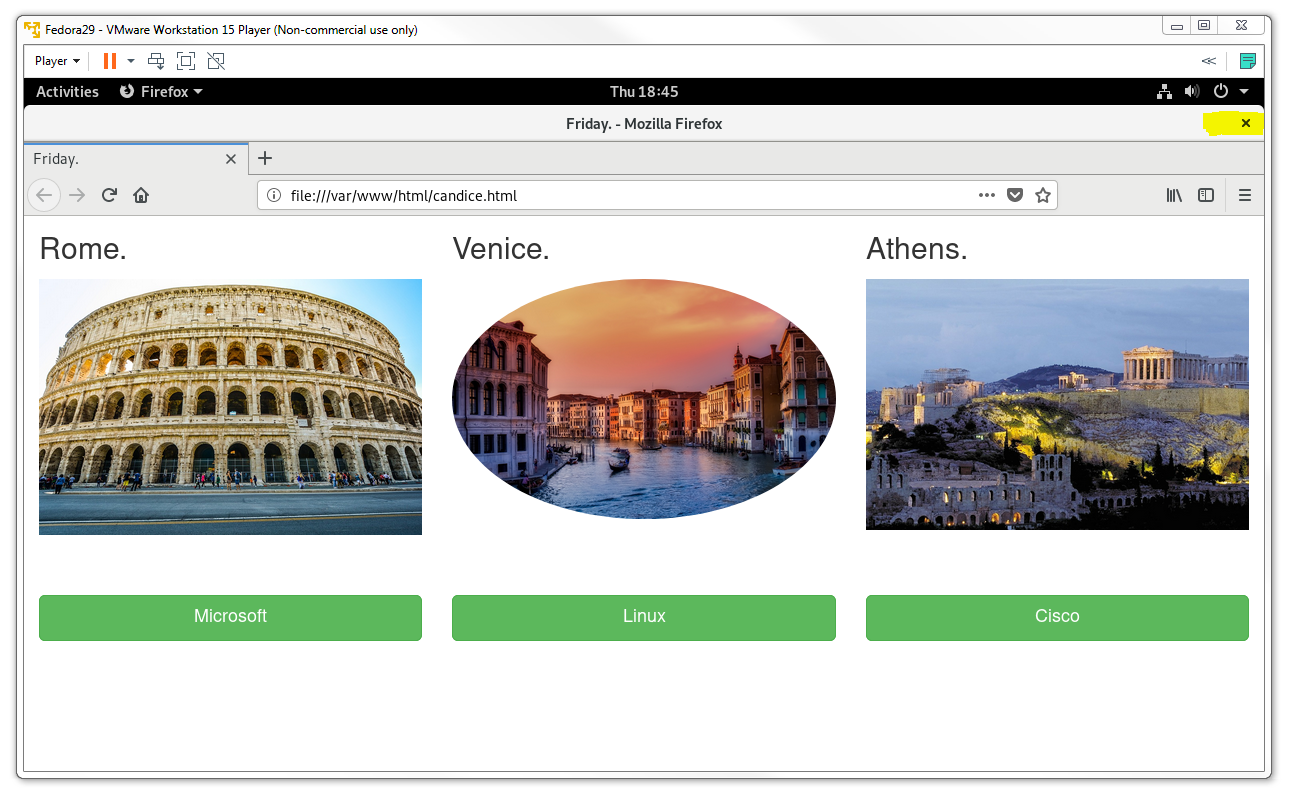 Fedora29 - VMware Workstation 15 Player (Non-commercial use only)
Player
Activities Firefox Thu 18:45
Friday. - Mozilla Firefox
Friday.
file:///var/www/html/candice.html
Rome. Venice. Athens.
Microsoft Linux Cisco